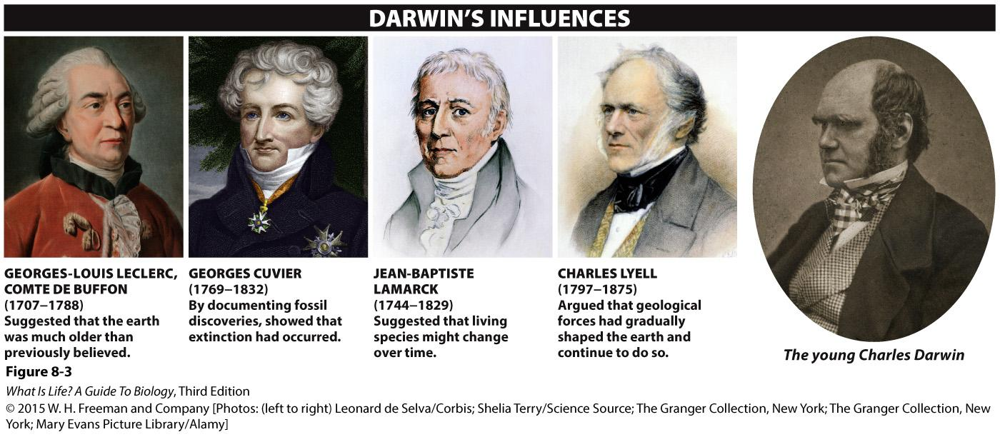 DARWIN'S INFLUENCES
GEORGES-LOUIS LECLERC,
COMTE DE BUFFON
(1707–1788)
Suggested that the earth
was much older than
previously believed.
GEORGES CUVIER
(1769–1832)
By documenting fossil
discoveries, showed that
extinction had occurred.
JEAN-BAPTISTE
LAMARCK
(1744–1829)
Suggested that living
species might change
over time.
CHARLES LYELL
(1797–1875)
Argued that geological
forces had gradually
shaped the earth and
continue to do so.
The young Charles Darwin
Figure 8-3
What Is Life? A Guide To Biology, Third Edition
© 2015 W. H. Freeman and Company [Photos: (left to right) Leonard de Selva/Corbis; Shelia Terry/Science Source; The Granger Collection, New York; The Granger Collection, New
York; Mary Evans Picture Library/Alamy]